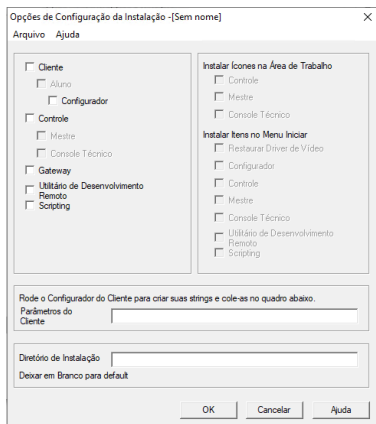 Opções de Configuração da Instalação -[Sem nome]
Arquivo Ajuda
Cliente
Aluno
Configurador
Controle
Mestre
Console Técnico
Gateway
Utilitário de Desenvolvimento
Remoto
Scripting
Instalar Ícones na Área de Trabalho
Controle
Mestre
Console Técnico
Instalar Itens no Menu Iniciar
Restaurar Driver de Vídeo
Configurador
Controle
Mestre
Console Técnico
Utilitário de Desenvolvimento
Remoto
Scripting
Rode o Configurador do Cliente para criar suas strings e cole-as no quadro abaixo.
Parâmetros do
Cliente
Diretório de Instalação
Deixar em Branco para default
OK Cancelar Ajuda